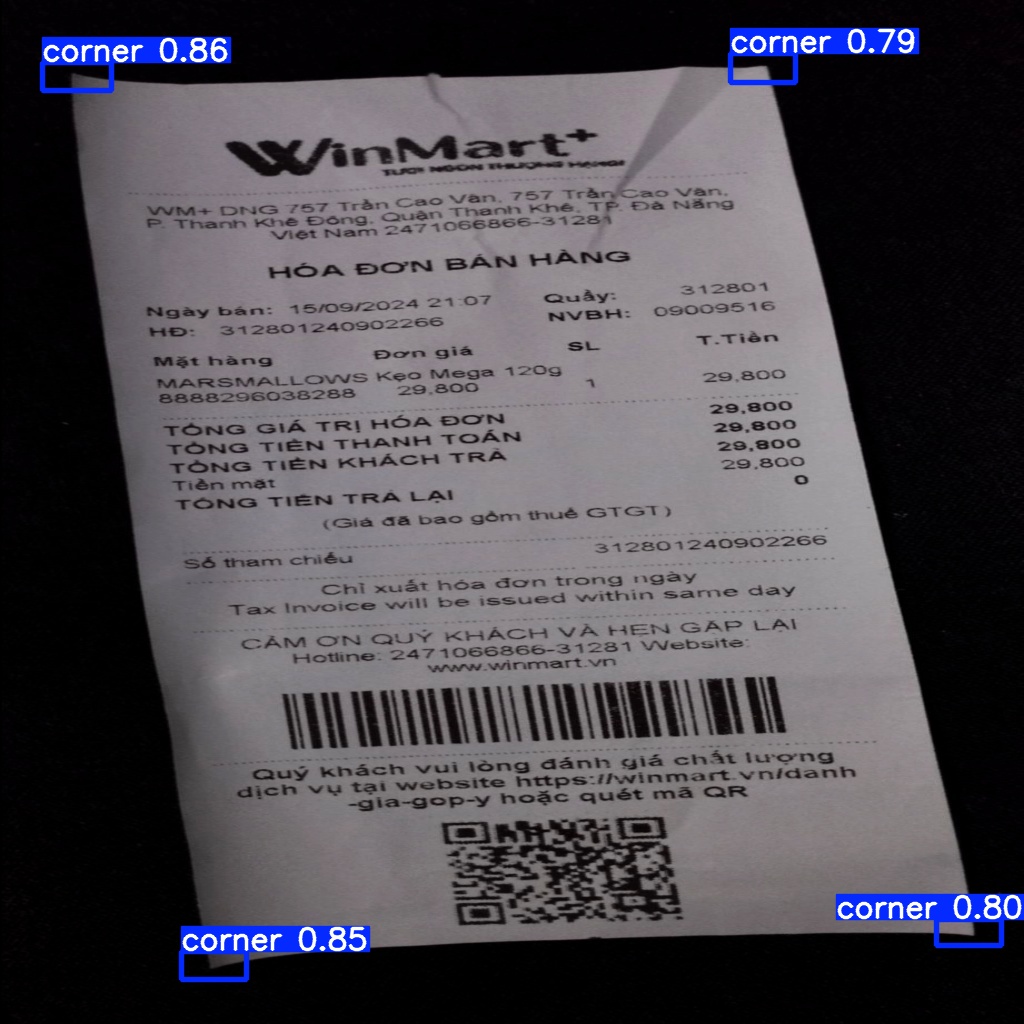 corner 0.86
corner 0.79
WinMart+
TƯƠI NGON THƯỢNG HẠNG!
WM+ DNG 757 Trần Cao Vân, 757 Trần Cao Vân,
P. Thanh Khê Đông, Quận Thanh Khê, TP. Đà Nẵng
Việt Nam 2471066866-31281
HÓA ĐƠN BÁN HÀNG
Ngày bán: 15/09/2024 21:07 Quầy: 312801
HĐ: 312801240902266 NVBH: 09009516
Mặt hàng Đơn giá SL T.Tiền
MARSMALLOWS Kẹo Mega 120g
8888296038288 29,800 1 29,800
TỔNG GIÁ TRỊ HÓA ĐƠN 29,800
TỔNG TIỀN THANH TOÁN 29,800
TỔNG TIỀN KHÁCH TRẢ 29,800
Tiền mặt 29,800
TỔNG TIỀN TRẢ LẠI 0
(Giá đã bao gồm thuế GTGT)
Số tham chiếu 312801240902266
Chỉ xuất hóa đơn trong ngày
Tax Invoice will be issued within same day
CẢM ƠN QUÝ KHÁCH VÀ HẸN GẶP LẠI
Hotline: 2471066866-31281 Website:
www.winmart.vn
Quý khách vui lòng đánh giá chất lượng
dịch vụ tại website https://winmart.vn/danh
-gia-gop-y hoặc quét mã QR
corner 0.80
corner 0.85